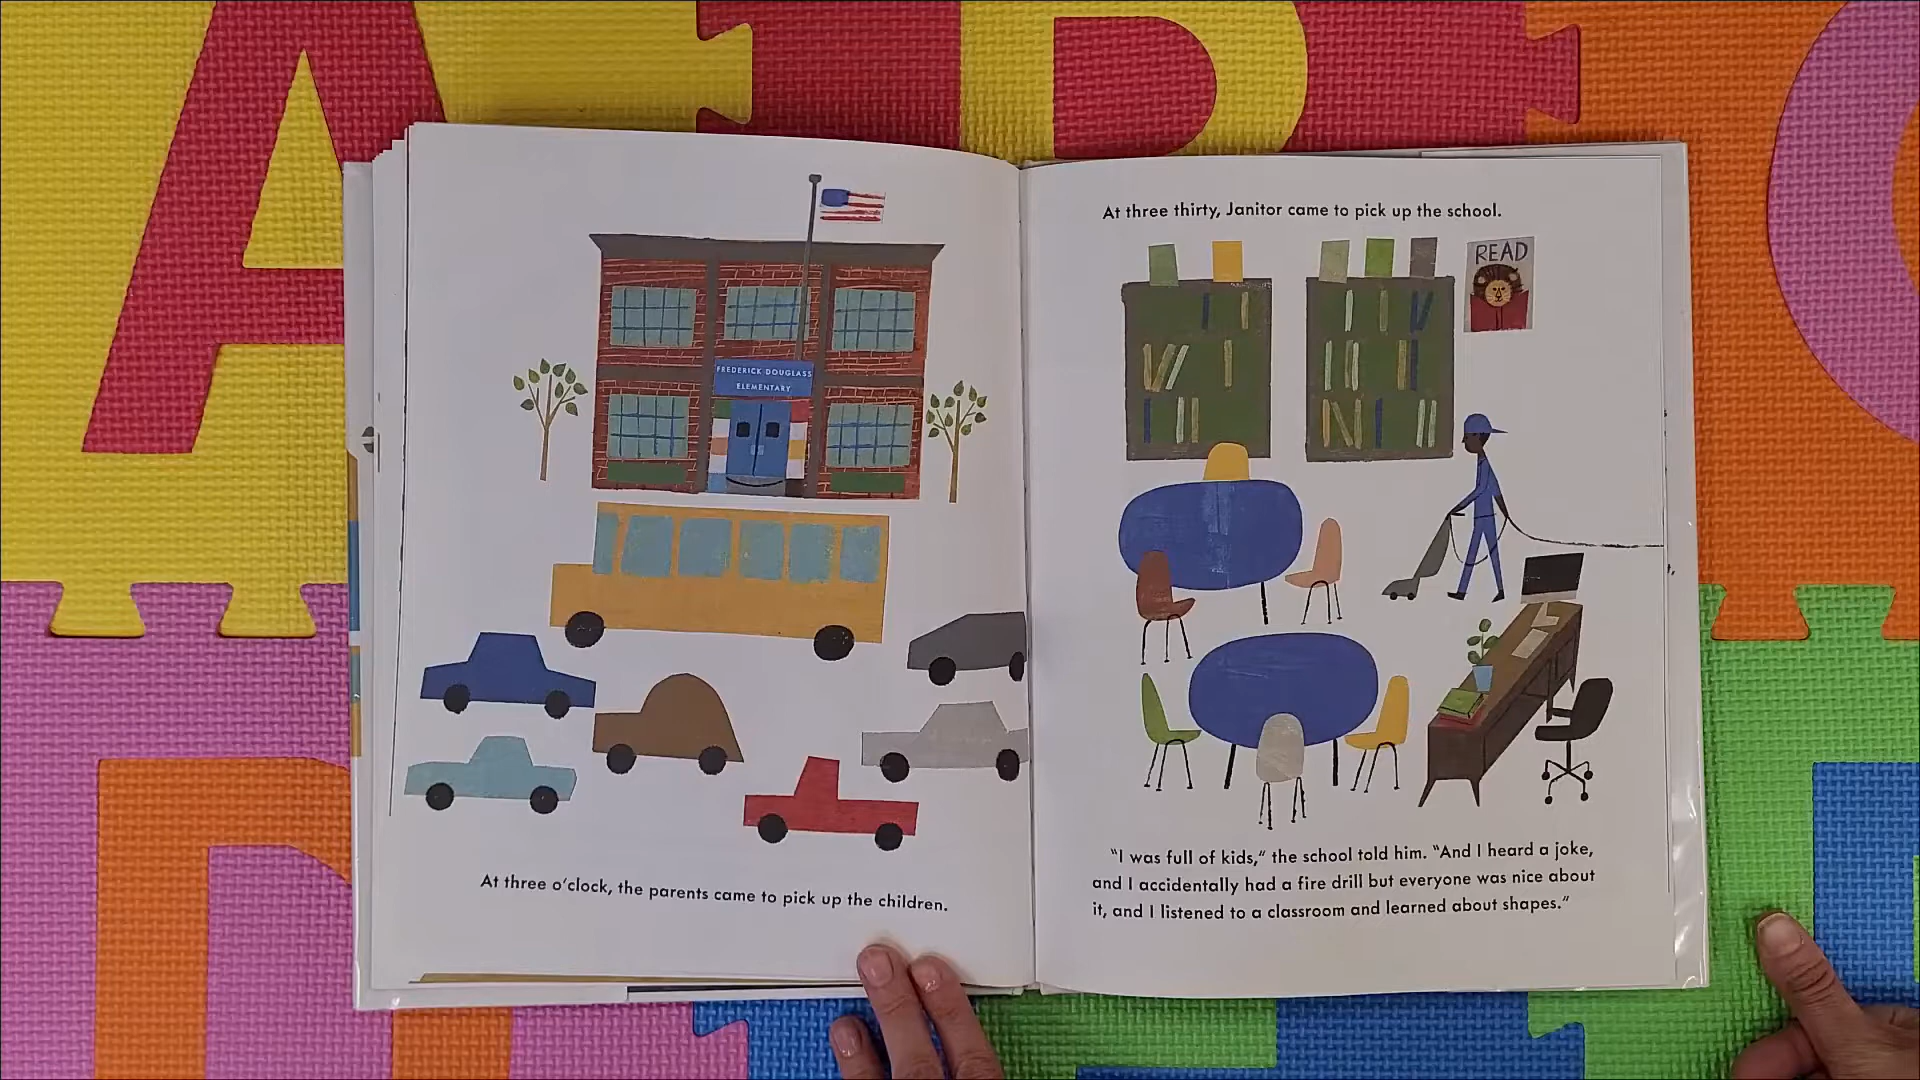 FREDERICK DOUGLASS
ELEMENTARY
At three o'clock, the parents came to pick up the children.
At three thirty, Janitor came to pick up the school.
READ
"I was full of kids," the school told him. "And I heard a joke,
and I accidentally had a fire drill but everyone was nice about
it, and I listened to a classroom and learned about shapes."